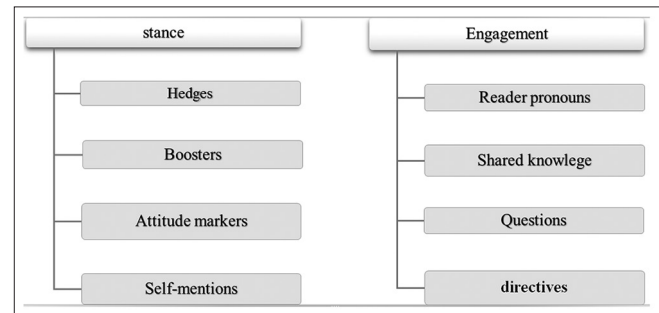 stance
Hedges
Boosters
Attitude markers
Self-mentions
Engagement
Reader pronouns
Shared knowlege
Questions
directives